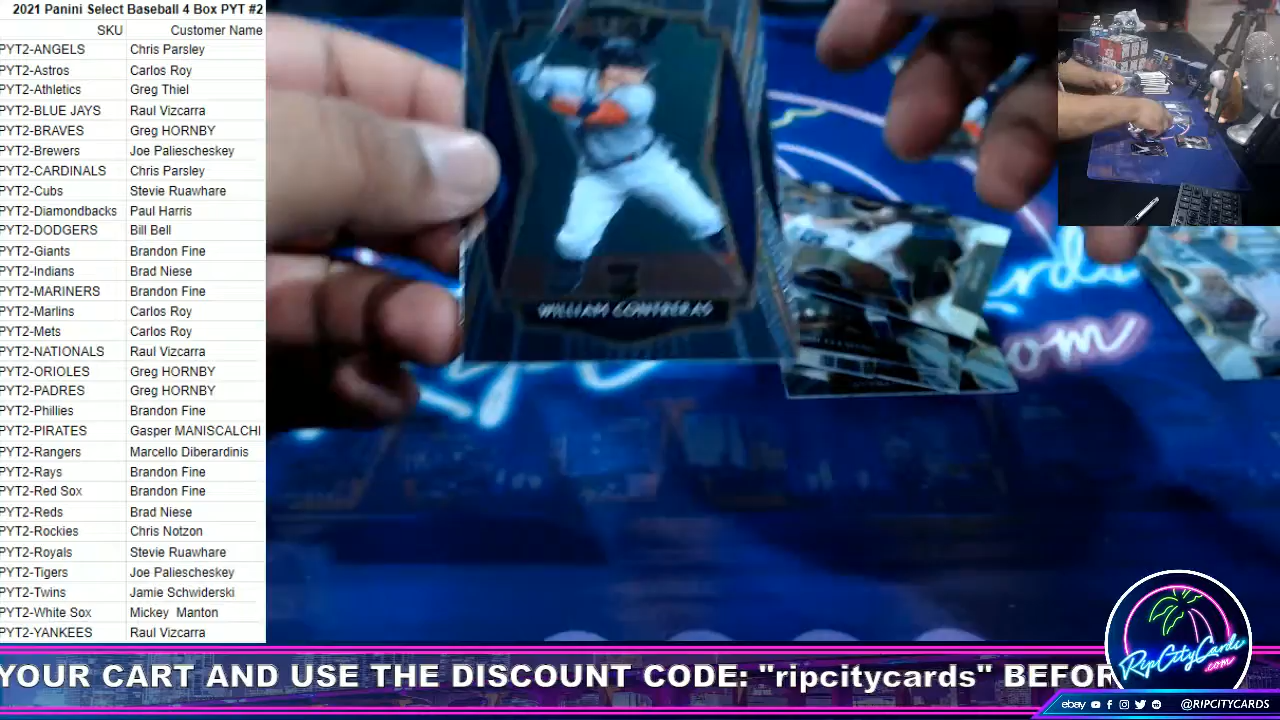 2021 Panini Select Baseball 4 Box PYT #2
SKU Customer Name
PYT2-ANGELS Chris Parsley
PYT2-Astros Carlos Roy
PYT2-Athletics Greg Thiel
PYT2-BLUE JAYS Raul Vizcarra
PYT2-BRAVES Greg HORNBY
PYT2-Brewers Joe Paliescheskey
PYT2-CARDINALS Chris Parsley
PYT2-Cubs Stevie Ruawhare
PYT2-Diamondbacks Paul Harris
PYT2-DODGERS Bill Bell
PYT2-Giants Brandon Fine
PYT2-Indians Brad Niese
PYT2-MARINERS Brandon Fine
PYT2-Marlins Carlos Roy
PYT2-Mets Carlos Roy
PYT2-NATIONALS Raul Vizcarra
PYT2-ORIOLES Greg HORNBY
PYT2-PADRES Greg HORNBY
PYT2-Phillies Brandon Fine
PYT2-PIRATES Gasper MANISCALCHI
PYT2-Rangers Marcello Diberardinis
PYT2-Rays Brandon Fine
PYT2-Red Sox Brandon Fine
PYT2-Reds Brad Niese
PYT2-Rockies Chris Notzon
PYT2-Royals Stevie Ruawhare
PYT2-Tigers Joe Paliescheskey
PYT2-Twins Jamie Schwiderski
PYT2-White Sox Mickey Manton
PYT2-YANKEES Raul Vizcarra
WILLIAM CONTRERAS
om
YOUR CART AND USE THE DISCOUNT CODE: "ripcitycards" BEFOR
RipCityCards
.com
ebay @RIPCITYCARDS